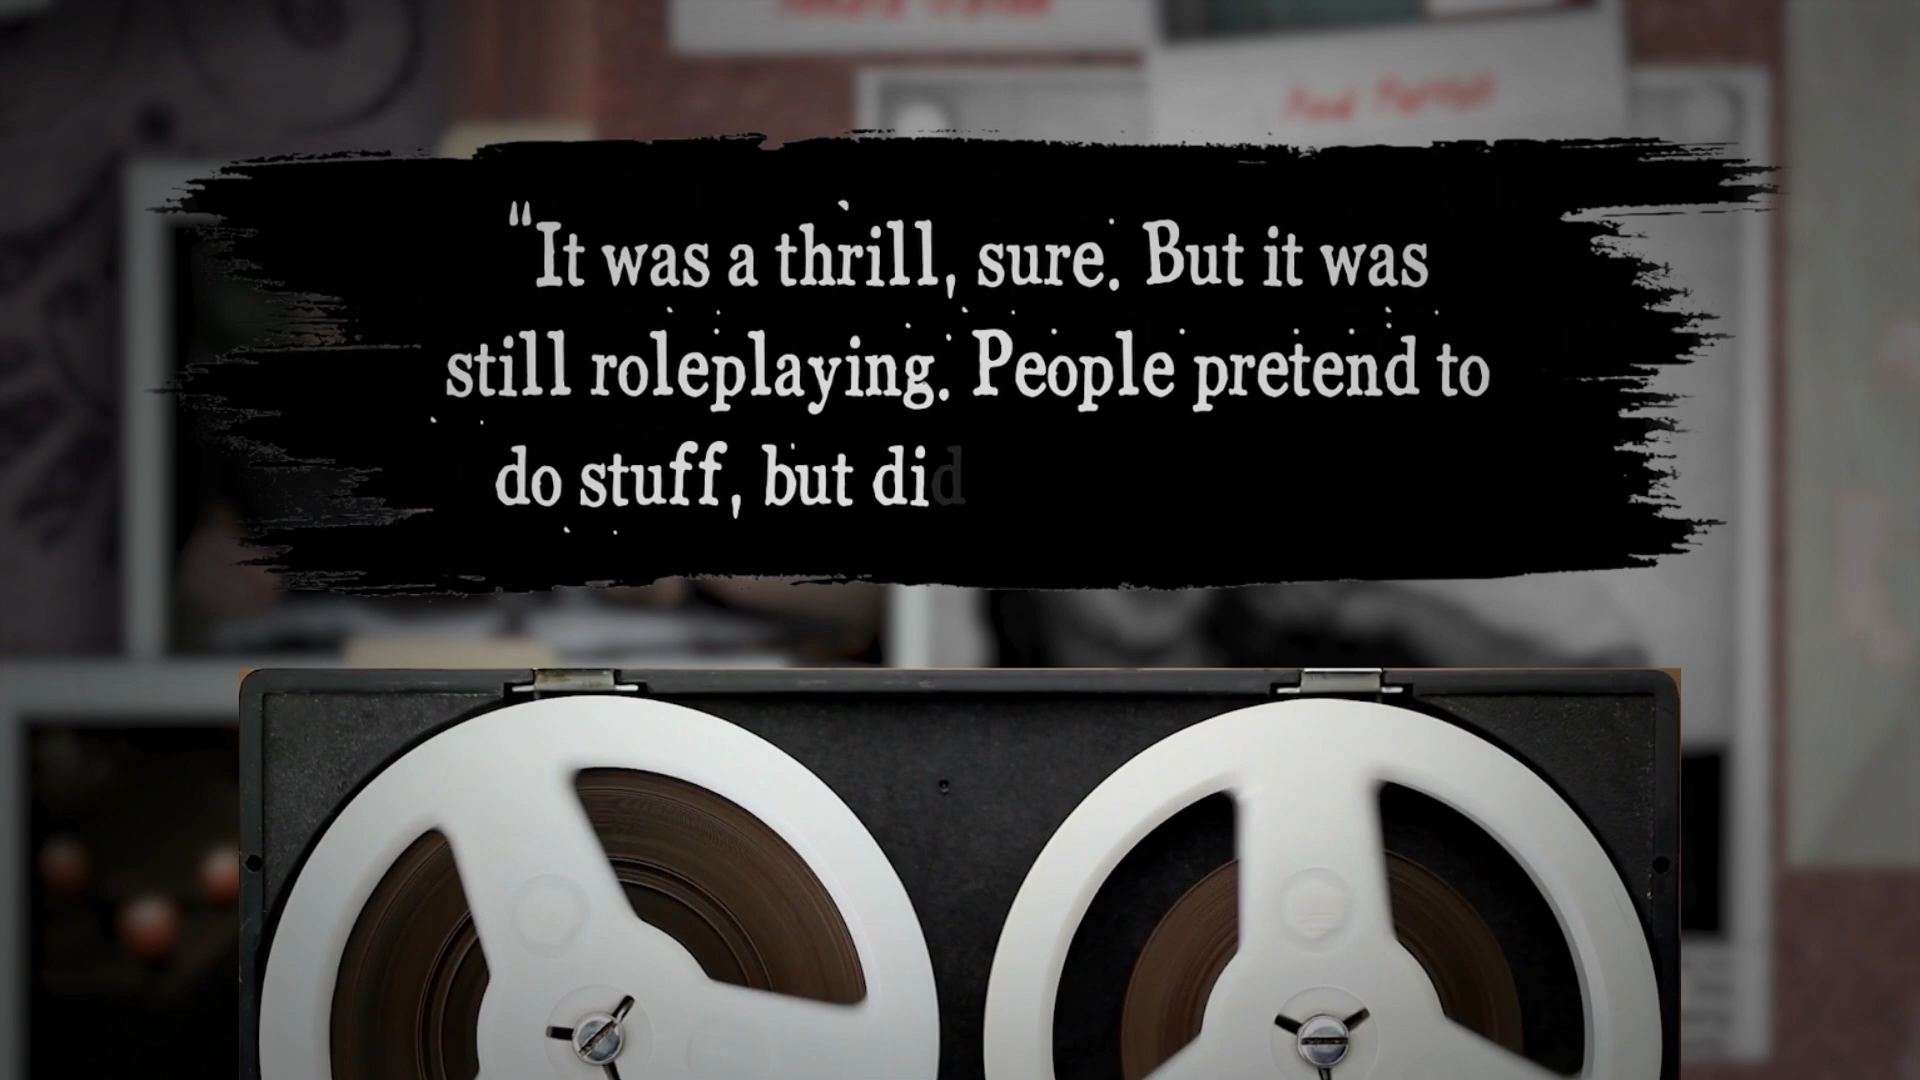 “It was a thrill, sure. But it was
still roleplaying. People pretend to
do stuff, but did